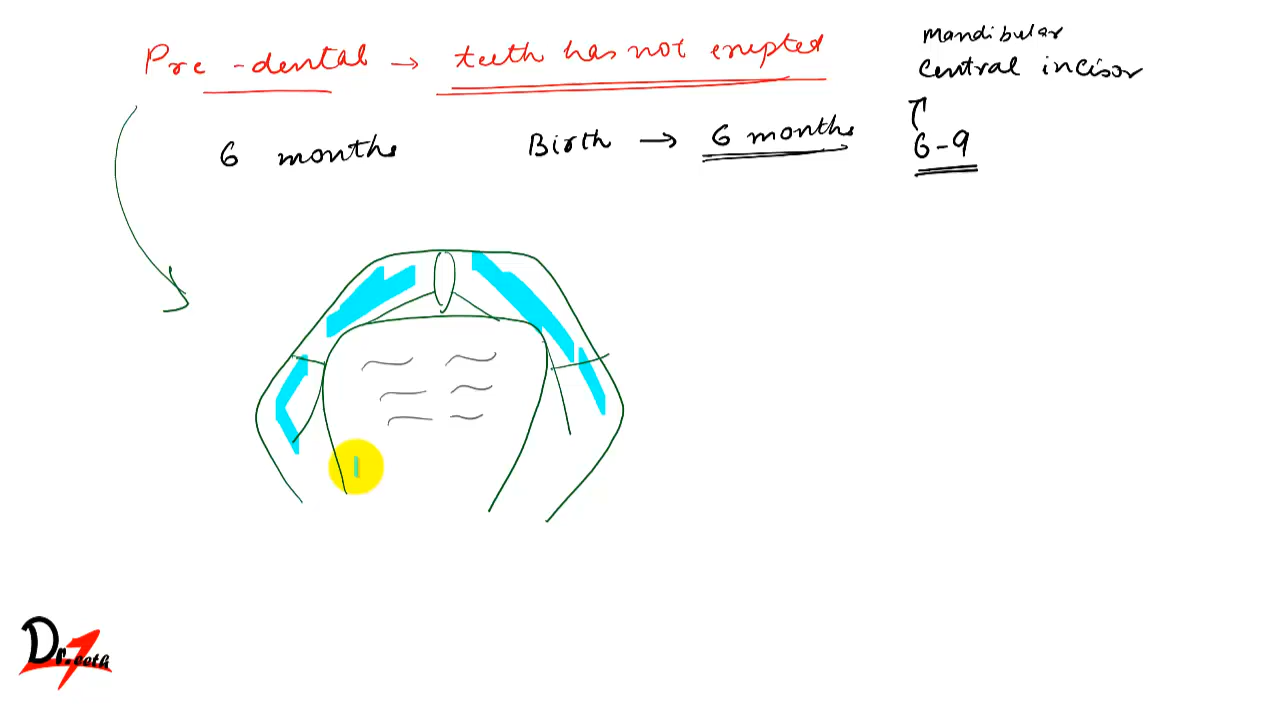 mandibular
Pre-dental → teeth has not erupted
central incisor
6 months
Birth → 6 months
6-9
Dr.